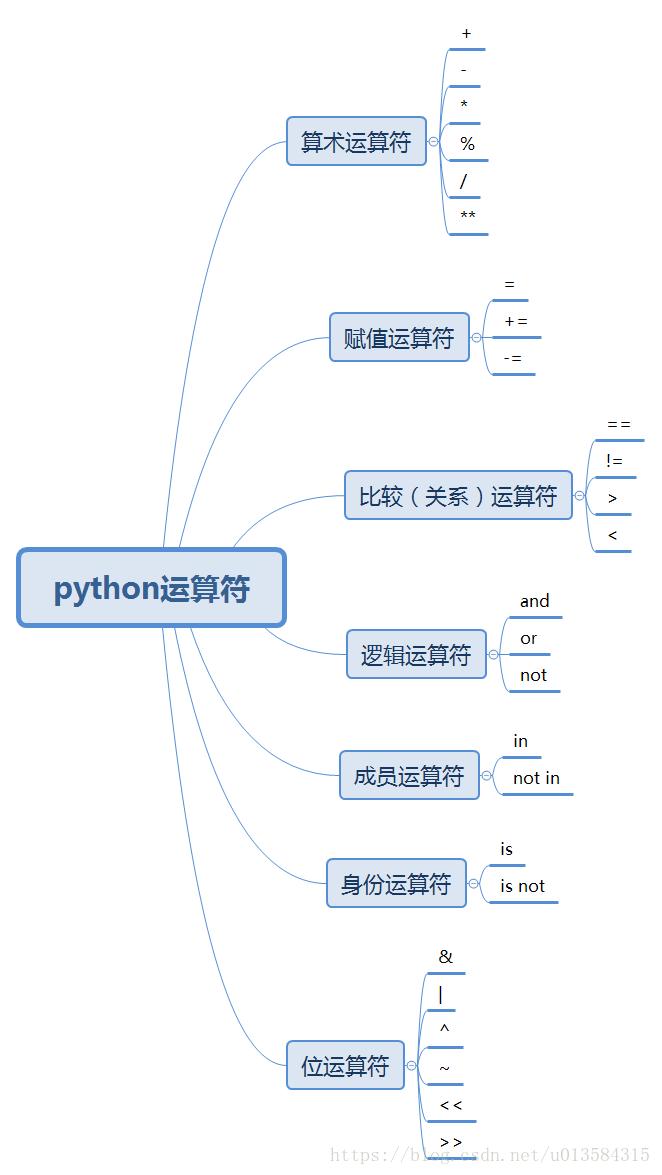 python运算符
算术运算符
+
-
*
%
/
**
赋值运算符
=
+=
-=
比较（关系）运算符
==
!=
>
<
逻辑运算符
and
or
not
成员运算符
in
not in
身份运算符
is
is not
位运算符
&
|
^
~
<<
>>
https://blog.csdn.net/u013584315